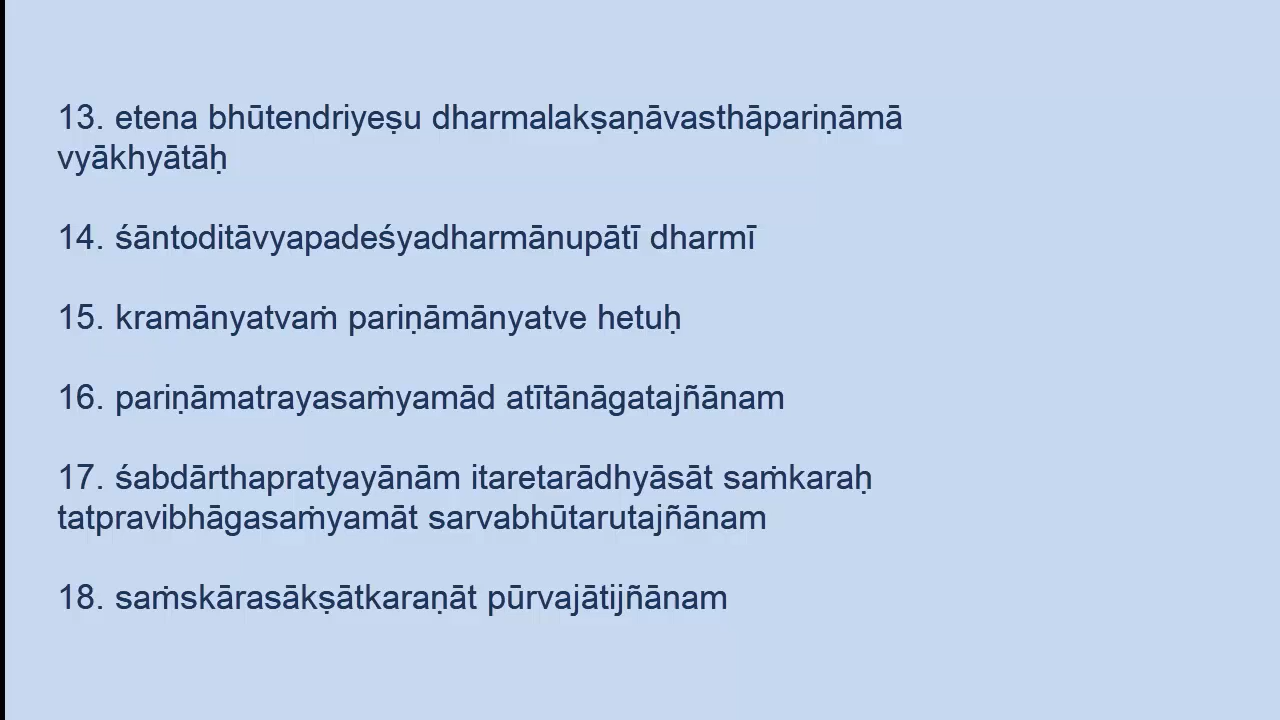 13. etena bhūtendriyeṣu dharmalakṣaṇāvasthāpariṇāmā
vyākhyātāḥ
14. śāntoditāvyapadeśyadharmānupātī dharmī
15. kramānyatvaṁ pariṇāmānyatve hetuḥ
16. pariṇāmatrayasaṁyamād atītānāgatajñānam
17. śabdārthapratyayānām itaretarādhyāsāt saṁkaraḥ
tatpravibhāgasaṁyamāt sarvabhūtarutajñānam
18. saṁskārasākṣātkaraṇāt pūrvajātijñānam